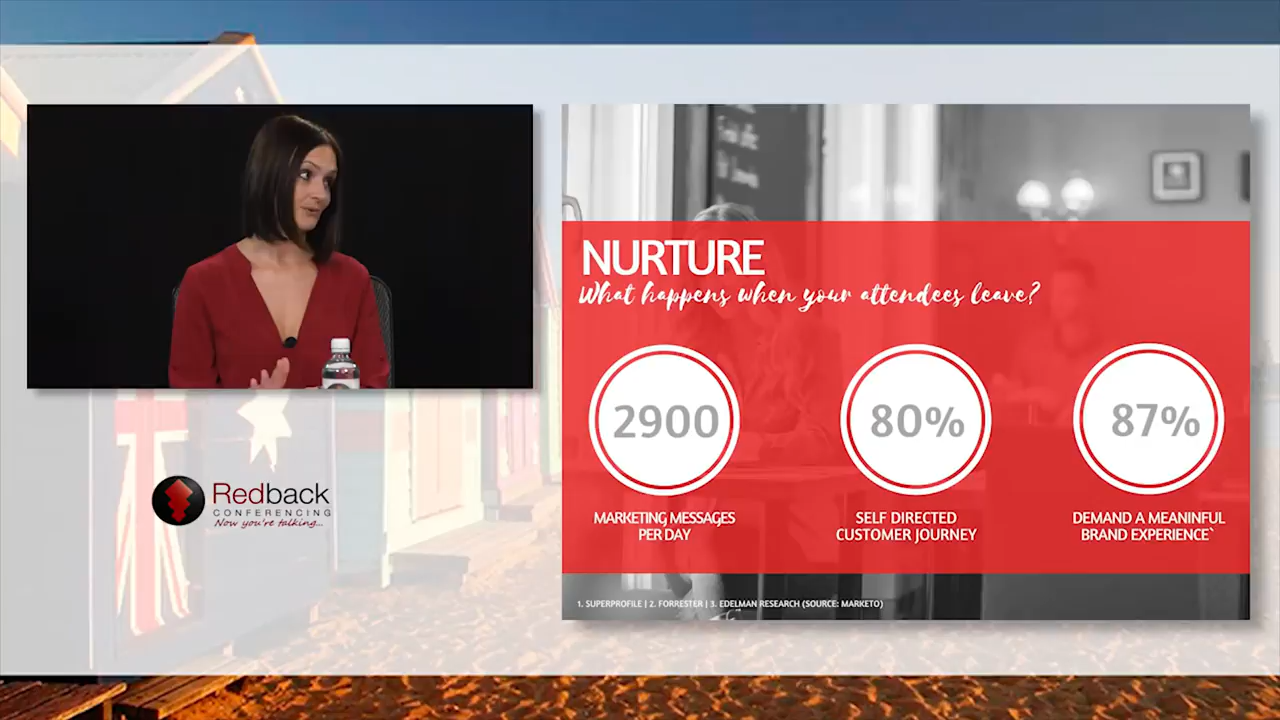 NURTURE
What happens when your attendees leave?
2900
80%
87%
MARKETING MESSAGES
PER DAY
SELF DIRECTED
CUSTOMER JOURNEY
DEMAND A MEANINFUL
BRAND EXPERIENCE`
1. SUPERPROFILE | 2. FORRESTER | 3. EDELMAN RESEARCH (SOURCE: MARKETO)
Redback
CONFERENCING
Now you're talking...